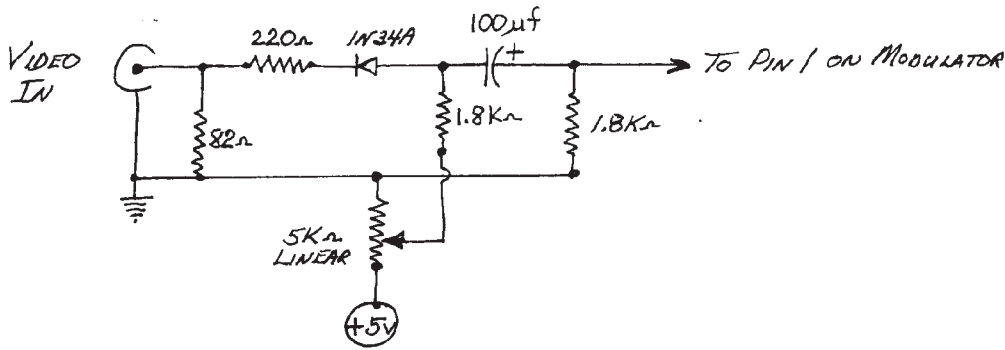 VIDEO
IN
220Ω
1N34A
100µf
+
TO PIN 1 ON MODULATOR
82Ω
1.8KΩ
1.8KΩ
5KΩ
LINEAR
+5V